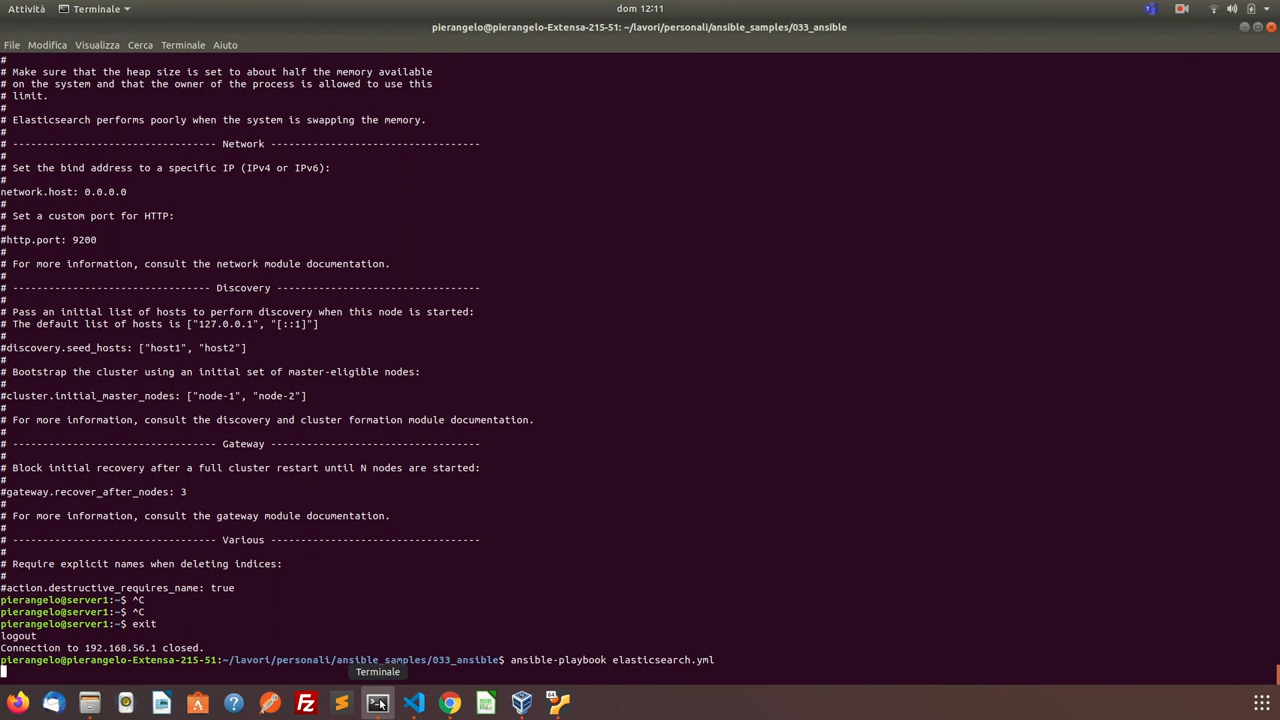 Attività
Terminale
dom 12:11
pierangelo@pierangelo-Extensa-215-51: ~/lavori/personali/ansible_samples/033_ansible
File Modifica Visualizza Cerca Terminale Aiuto
#
# Make sure that the heap size is set to about half the memory available
# on the system and that the owner of the process is allowed to use this
# limit.
#
# Elasticsearch performs poorly when the system is swapping the memory.
#
# ---------------------------------- Network -----------------------------------
#
# Set the bind address to a specific IP (IPv4 or IPv6):
#
network.host: 0.0.0.0
#
# Set a custom port for HTTP:
#
#http.port: 9200
#
# For more information, consult the network module documentation.
#
# --------------------------------- Discovery ----------------------------------
#
# Pass an initial list of hosts to perform discovery when this node is started:
# The default list of hosts is ["127.0.0.1", "[::1]"]
#
#discovery.seed_hosts: ["host1", "host2"]
#
# Bootstrap the cluster using an initial set of master-eligible nodes:
#
#cluster.initial_master_nodes: ["node-1", "node-2"]
#
# For more information, consult the discovery and cluster formation module documentation.
#
# ---------------------------------- Gateway -----------------------------------
#
# Block initial recovery after a full cluster restart until N nodes are started:
#
#gateway.recover_after_nodes: 3
#
# For more information, consult the gateway module documentation.
#
# ---------------------------------- Various -----------------------------------
#
# Require explicit names when deleting indices:
#
#action.destructive_requires_name: true
pierangelo@server1:~$ ^C
pierangelo@server1:~$ ^C
pierangelo@server1:~$ exit
logout
Connection to 192.168.56.1 closed.
pierangelo@pierangelo-Extensa-215-51:~/lavori/personali/ansible_samples/033_ansible$ ansible-playbook elasticsearch.yml
Terminale